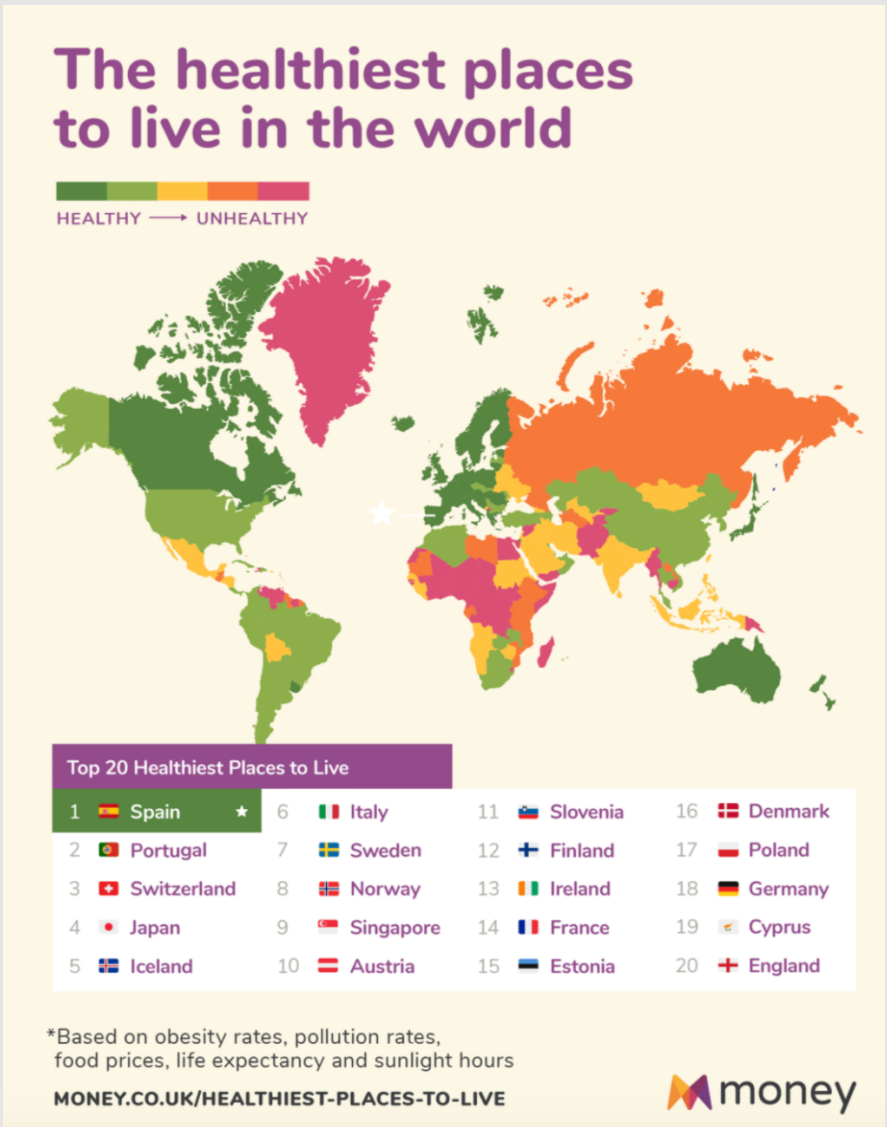 The healthiest places
to live in the world
HEALTHY → UNHEALTHY
Top 20 Healthiest Places to Live
1 Spain
2 Portugal
3 Switzerland
4 Japan
5 Iceland
6 Italy
7 Sweden
8 Norway
9 Singapore
10 Austria
11 Slovenia
12 Finland
13 Ireland
14 France
15 Estonia
16 Denmark
17 Poland
18 Germany
19 Cyprus
20 England
*Based on obesity rates, pollution rates,
food prices, life expectancy and sunlight hours
MONEY.CO.UK/HEALTHIEST-PLACES-TO-LIVE
money